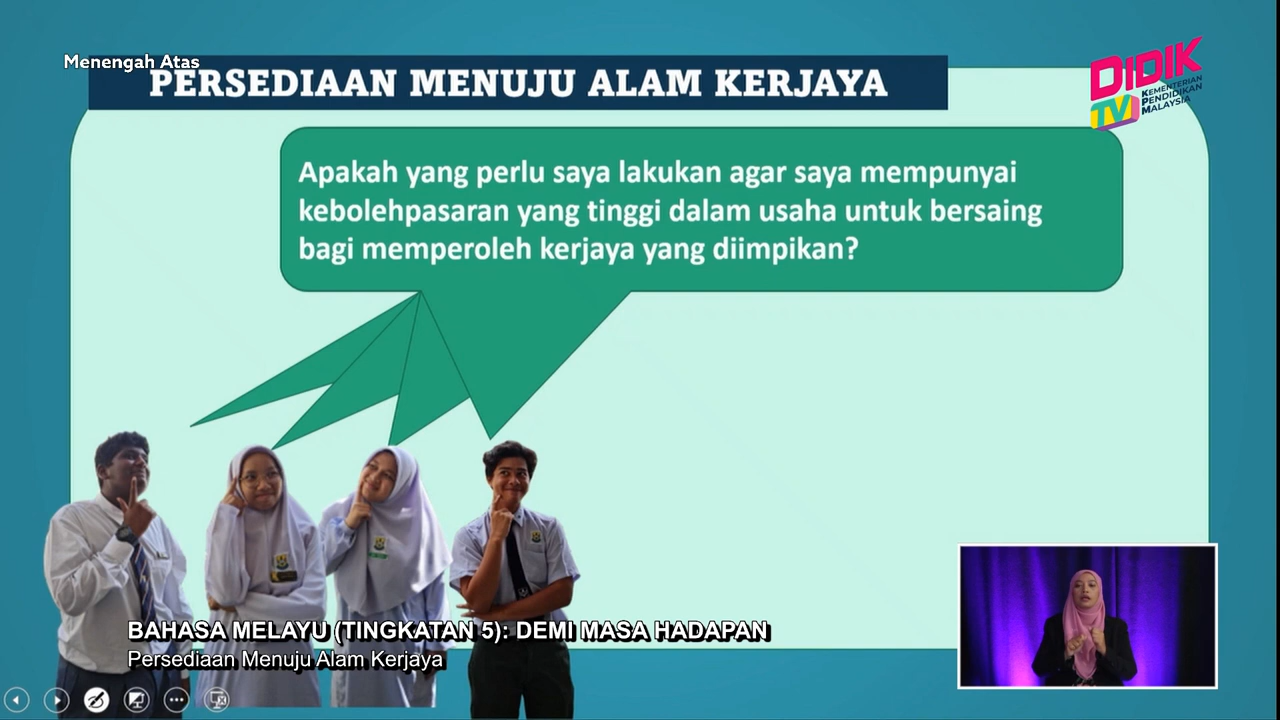 Menengah Atas
PERSEDIAAN MENUJU ALAM KERJAYA
DIDIK
TV
KEMENTERIAN
PENDIDIKAN
MALAYSIA
Apakah yang perlu saya lakukan agar saya mempunyai
kebolehpasaran yang tinggi dalam usaha untuk bersaing
bagi memperoleh kerjaya yang diimpikan?
BAHASA MELAYU (TINGKATAN 5): DEMI MASA HADAPAN
Persediaan Menuju Alam Kerjaya